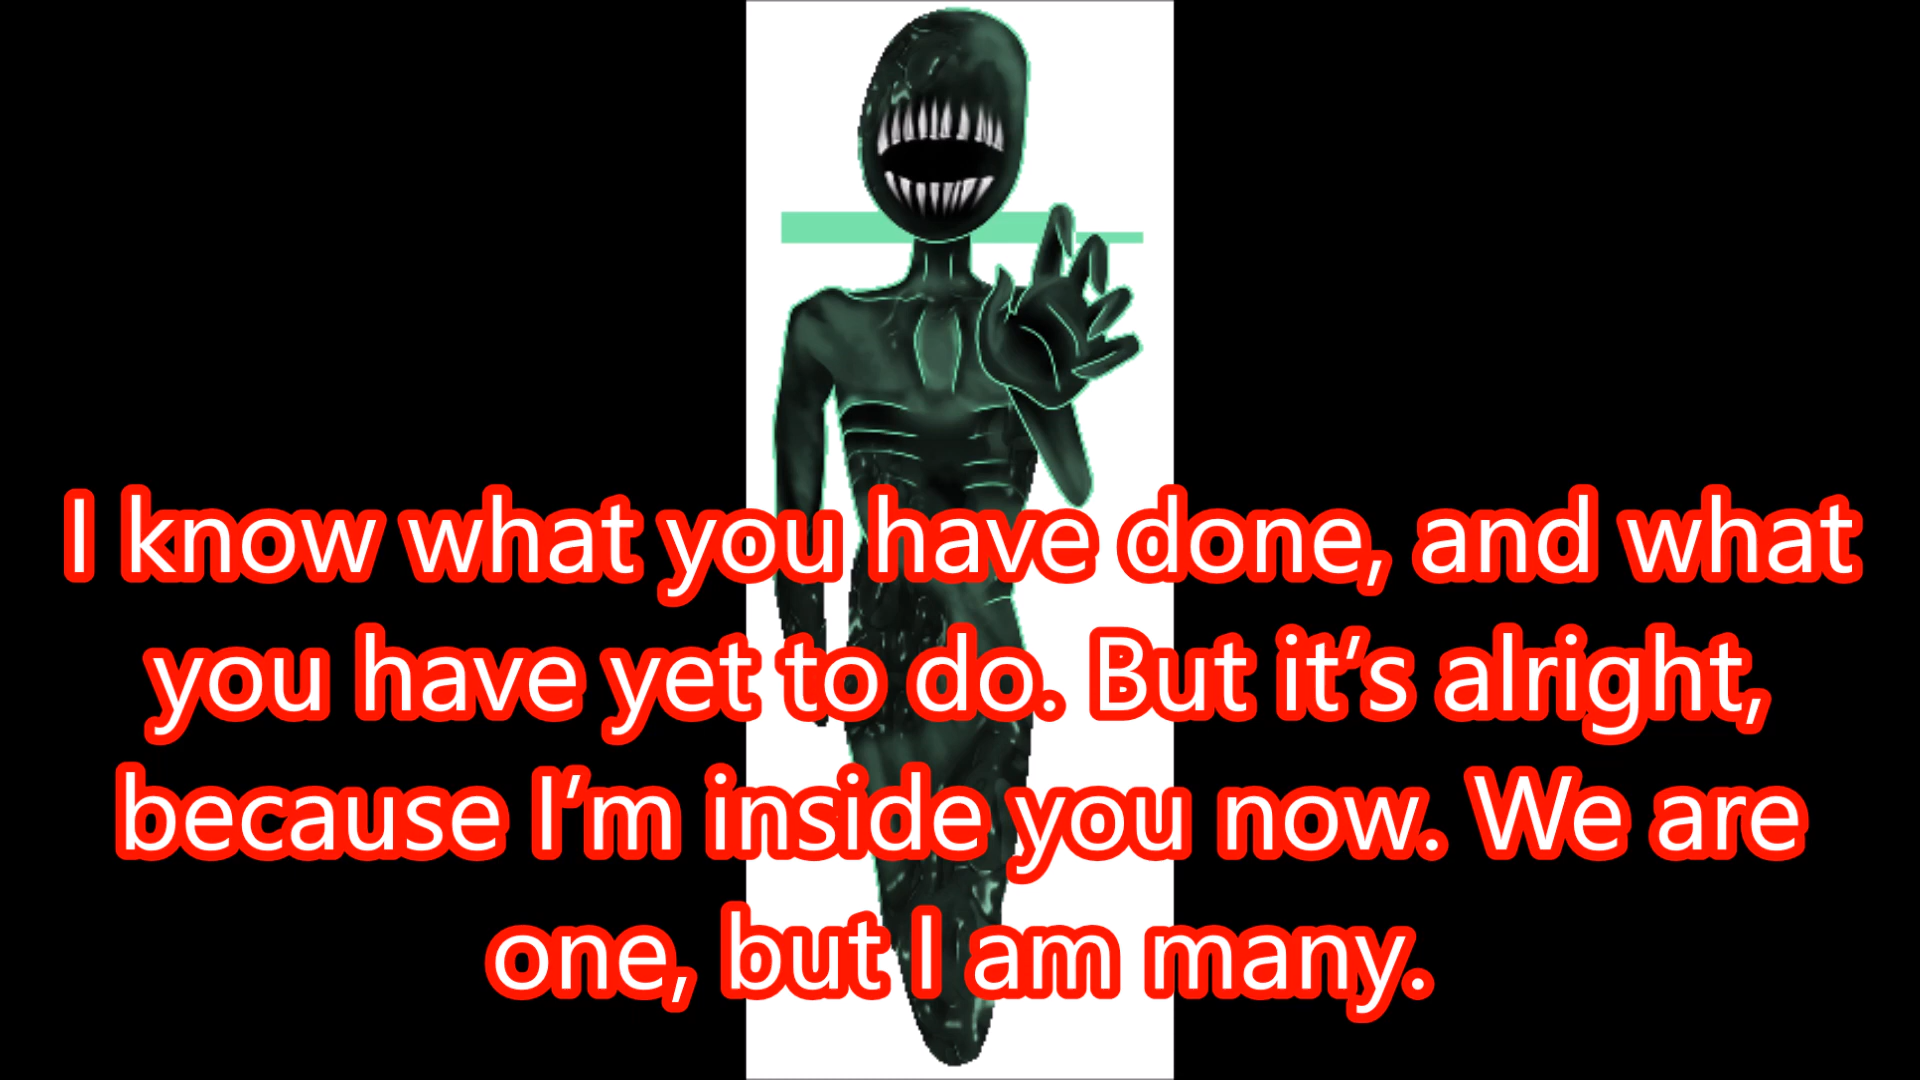 I know what you have done, and what
you have yet to do. But it’s alright,
because I’m inside you now. We are
one, but I am many.